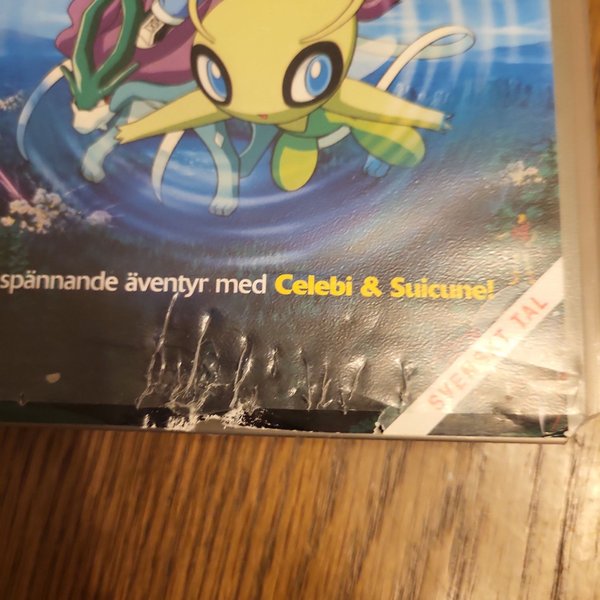 spännande äventyr med Celebi & Suicune!
SVENSKT TAL